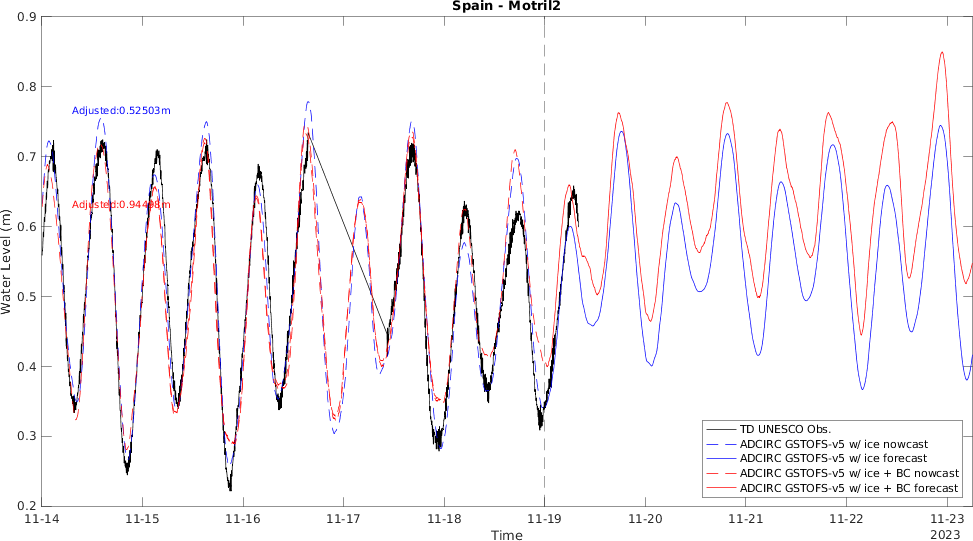 Spain - Motril2
0.9
0.8
0.7
0.6
0.5
0.4
0.3
0.2
Water Level (m)
Adjusted:0.52503m
Adjusted:0.94498m
TD UNESCO Obs.
ADCIRC GSTOFS-v5 w/ ice nowcast
ADCIRC GSTOFS-v5 w/ ice forecast
ADCIRC GSTOFS-v5 w/ ice + BC nowcast
ADCIRC GSTOFS-v5 w/ ice + BC forecast
11-14 11-15 11-16 11-17 11-18 11-19 11-20 11-21 11-22 11-23
2023
Time